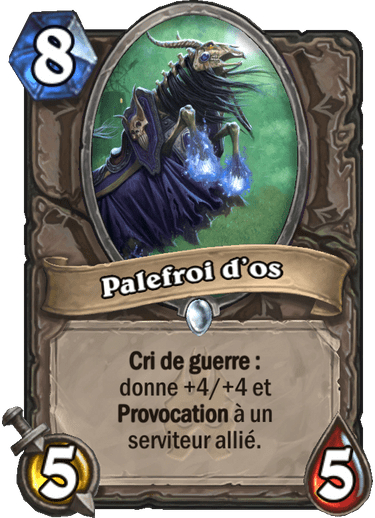 8
Palefroi d'os
Cri de guerre :
donne +4/+4 et
Provocation à un
serviteur allié.
5
5